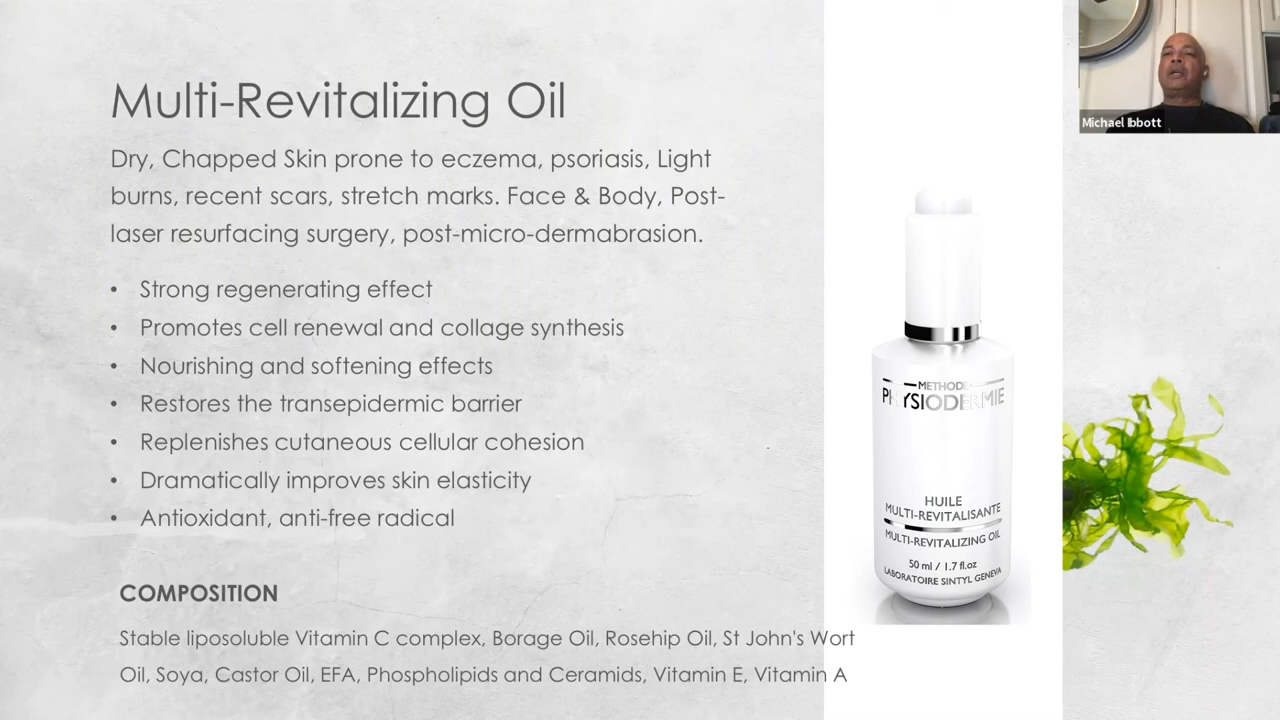 Multi-Revitalizing Oil
Dry, Chapped Skin prone to eczema, psoriasis, Light
burns, recent scars, stretch marks. Face & Body, Post-
laser resurfacing surgery, post-micro-dermabrasion.
• Strong regenerating effect
• Promotes cell renewal and collage synthesis
• Nourishing and softening effects
• Restores the transepidermic barrier
• Replenishes cutaneous cellular cohesion
• Dramatically improves skin elasticity
• Antioxidant, anti-free radical
COMPOSITION
Stable liposoluble Vitamin C complex, Borage Oil, Rosehip Oil, St John's Wort
Oil, Soya, Castor Oil, EFA, Phospholipids and Ceramids, Vitamin E, Vitamin A
METHODE
PHYSIODERMIE
HUILE
MULTI-REVITALISANTE
MULTI-REVITALIZING OIL
50 ml / 1.7 fl.oz
LABORATOIRE SINTYL GENEVA
Michael Ibbott